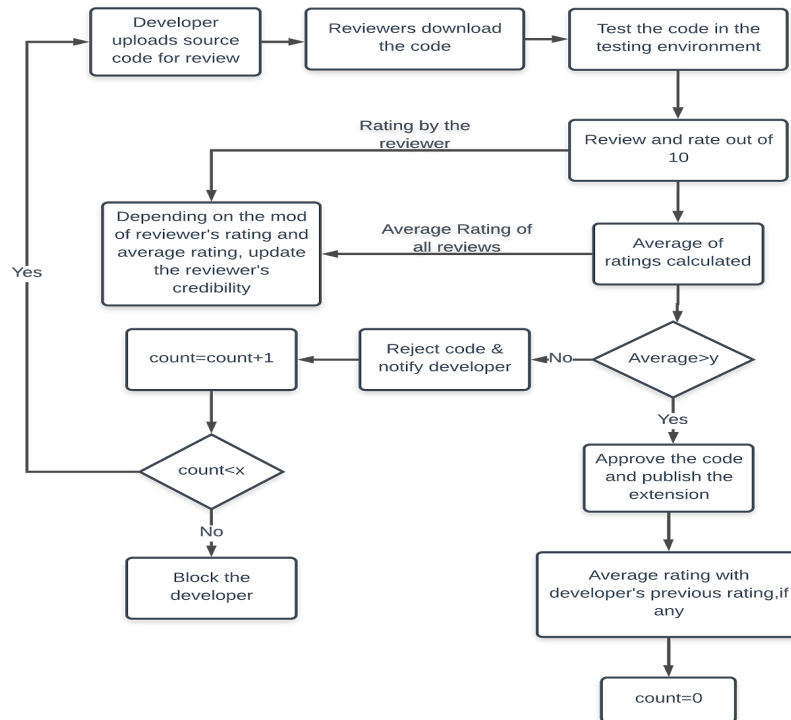 Developer
uploads source
code for review
Reviewers download
the code
Test the code in the
testing environment
Rating by the
reviewer
Review and rate out of
10
Depending on the mod
of reviewer's rating and
average rating, update
the reviewer's
credibility
Average Rating of
all reviews
Average of
ratings calculated
Yes
count=count+1
Reject code &
notify developer
No
Average>y
Yes
count<x
Approve the code
and publish the
extension
No
Block the
developer
Average rating with
developer's previous rating,if
any
count=0